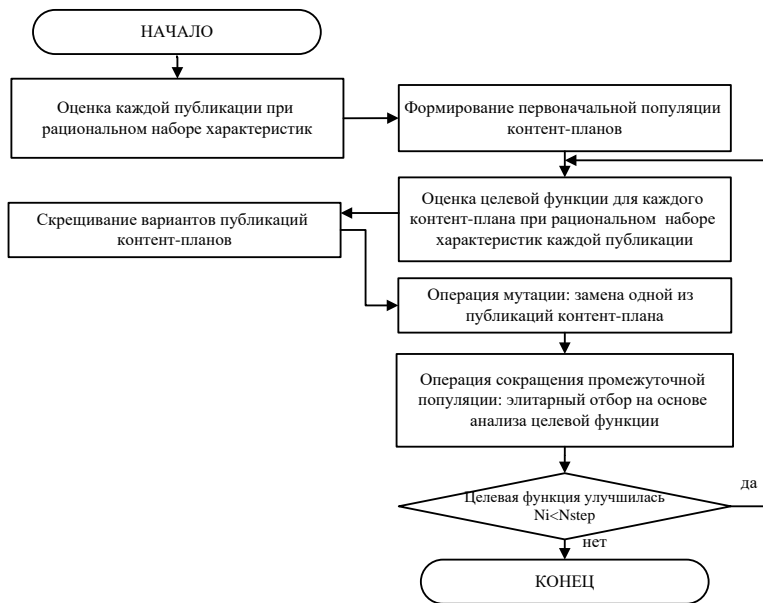 НАЧАЛО
Оценка каждой публикации при
рациональном наборе характеристик
Формирование первоначальной популяции
контент-планов
Оценка целевой функции для каждого
контент-плана при рациональном наборе
характеристик каждой публикации
Скрещивание вариантов публикаций
контент-планов
Операция мутации: замена одной из
публикаций контент-плана
Операция сокращения промежуточной
популяции: элитарный отбор на основе
анализа целевой функции
Целевая функция улучшилась
Ni<Nstep
да
нет
КОНЕЦ